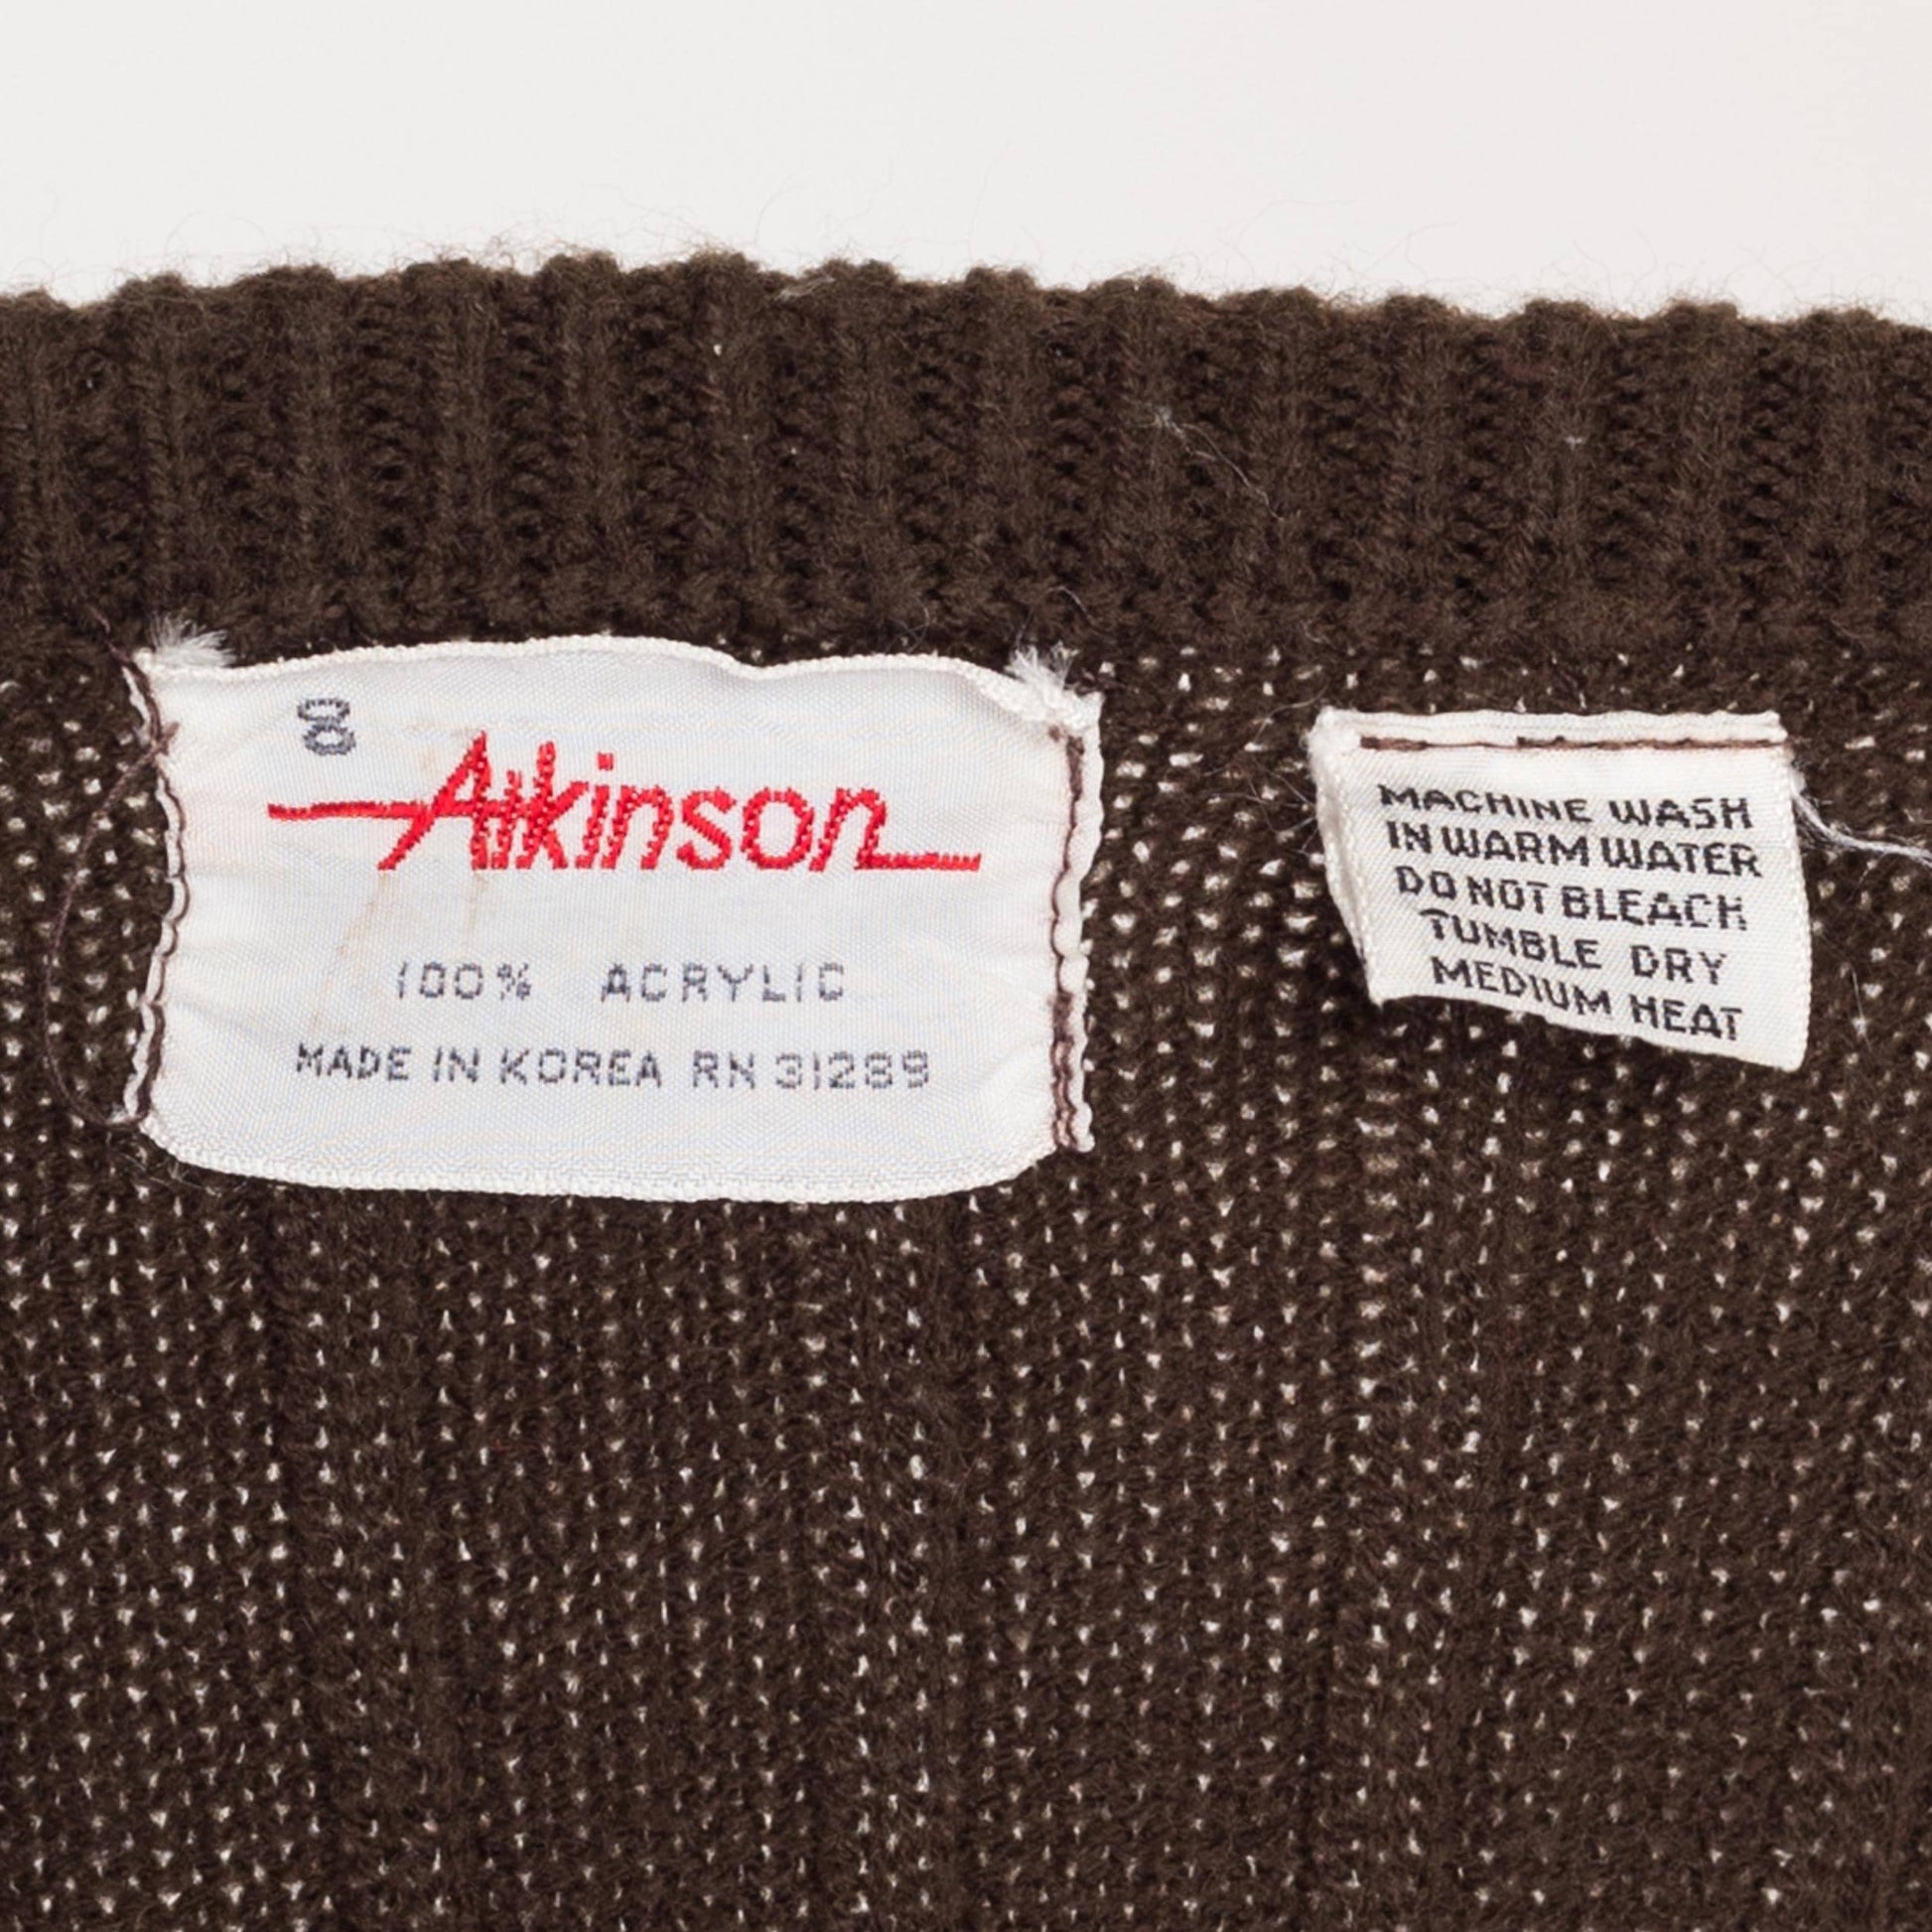 8
Atkinson
100% ACRYLIC
MADE IN KOREA RN 31289
MACHINE WASH
IN WARM WATER
DO NOT BLEACH
TUMBLE DRY
MEDIUM HEAT